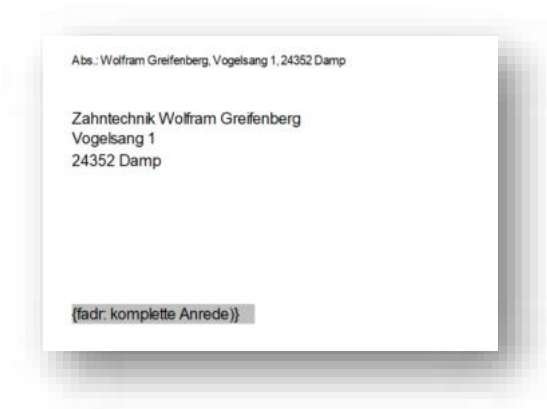 Abs.: Wolfram Greifenberg, Vogelsang 1, 24352 Damp
Zahntechnik Wolfram Greifenberg
Vogelsang 1
24352 Damp
{fadr: komplette Anrede)}